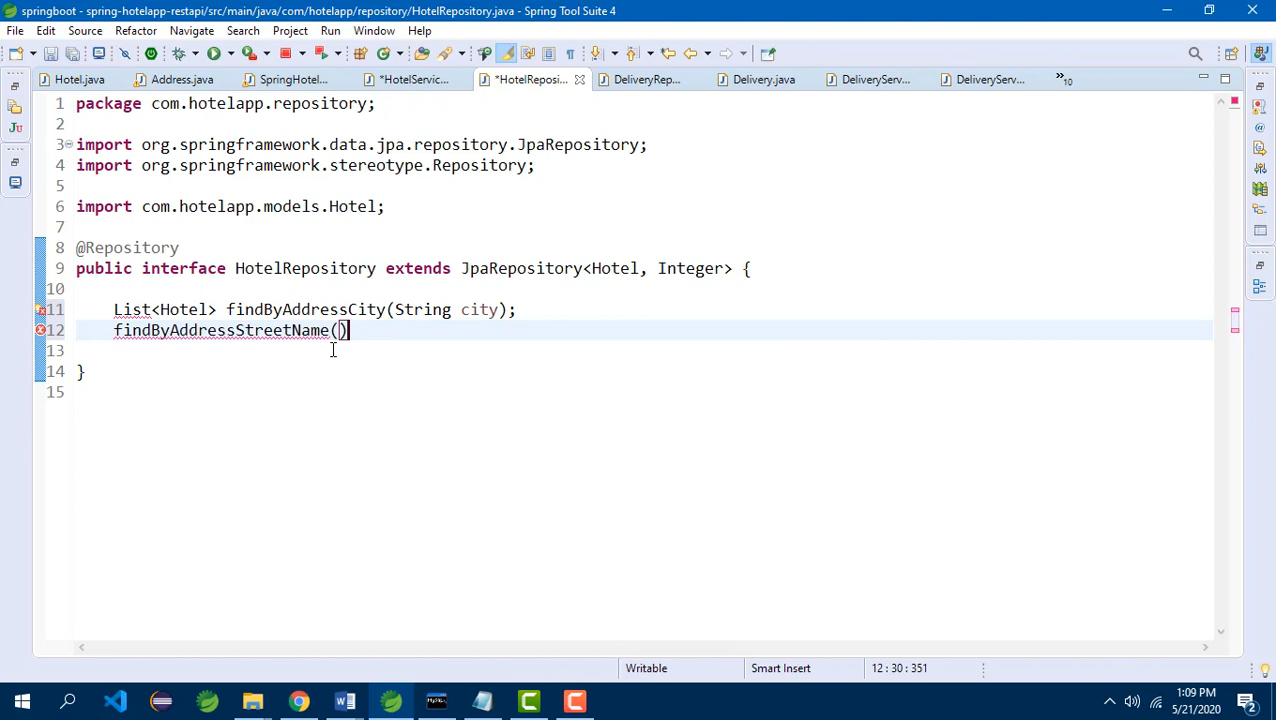 springboot - spring-hotelapp-restapi/src/main/java/com/hotelapp/repository/HotelRepository.java - Spring Tool Suite 4
File Edit Source Refactor Navigate Search Project Run Window Help
Hotel.java Address.java SpringHotel... *HotelServic... *HotelReposi... DeliveryRep... Delivery.java DeliveryServ... DeliveryServ... »10
1 package com.hotelapp.repository;
2
3 import org.springframework.data.jpa.repository.JpaRepository;
4 import org.springframework.stereotype.Repository;
5
6 import com.hotelapp.models.Hotel;
7
8 @Repository
9 public interface HotelRepository extends JpaRepository<Hotel, Integer> {
10
11 List<Hotel> findByAddressCity(String city);
12 findByAddressStreetName()
13
14 }
15
Writable Smart Insert 12 : 30 : 351
1:09 PM
5/21/2020
2